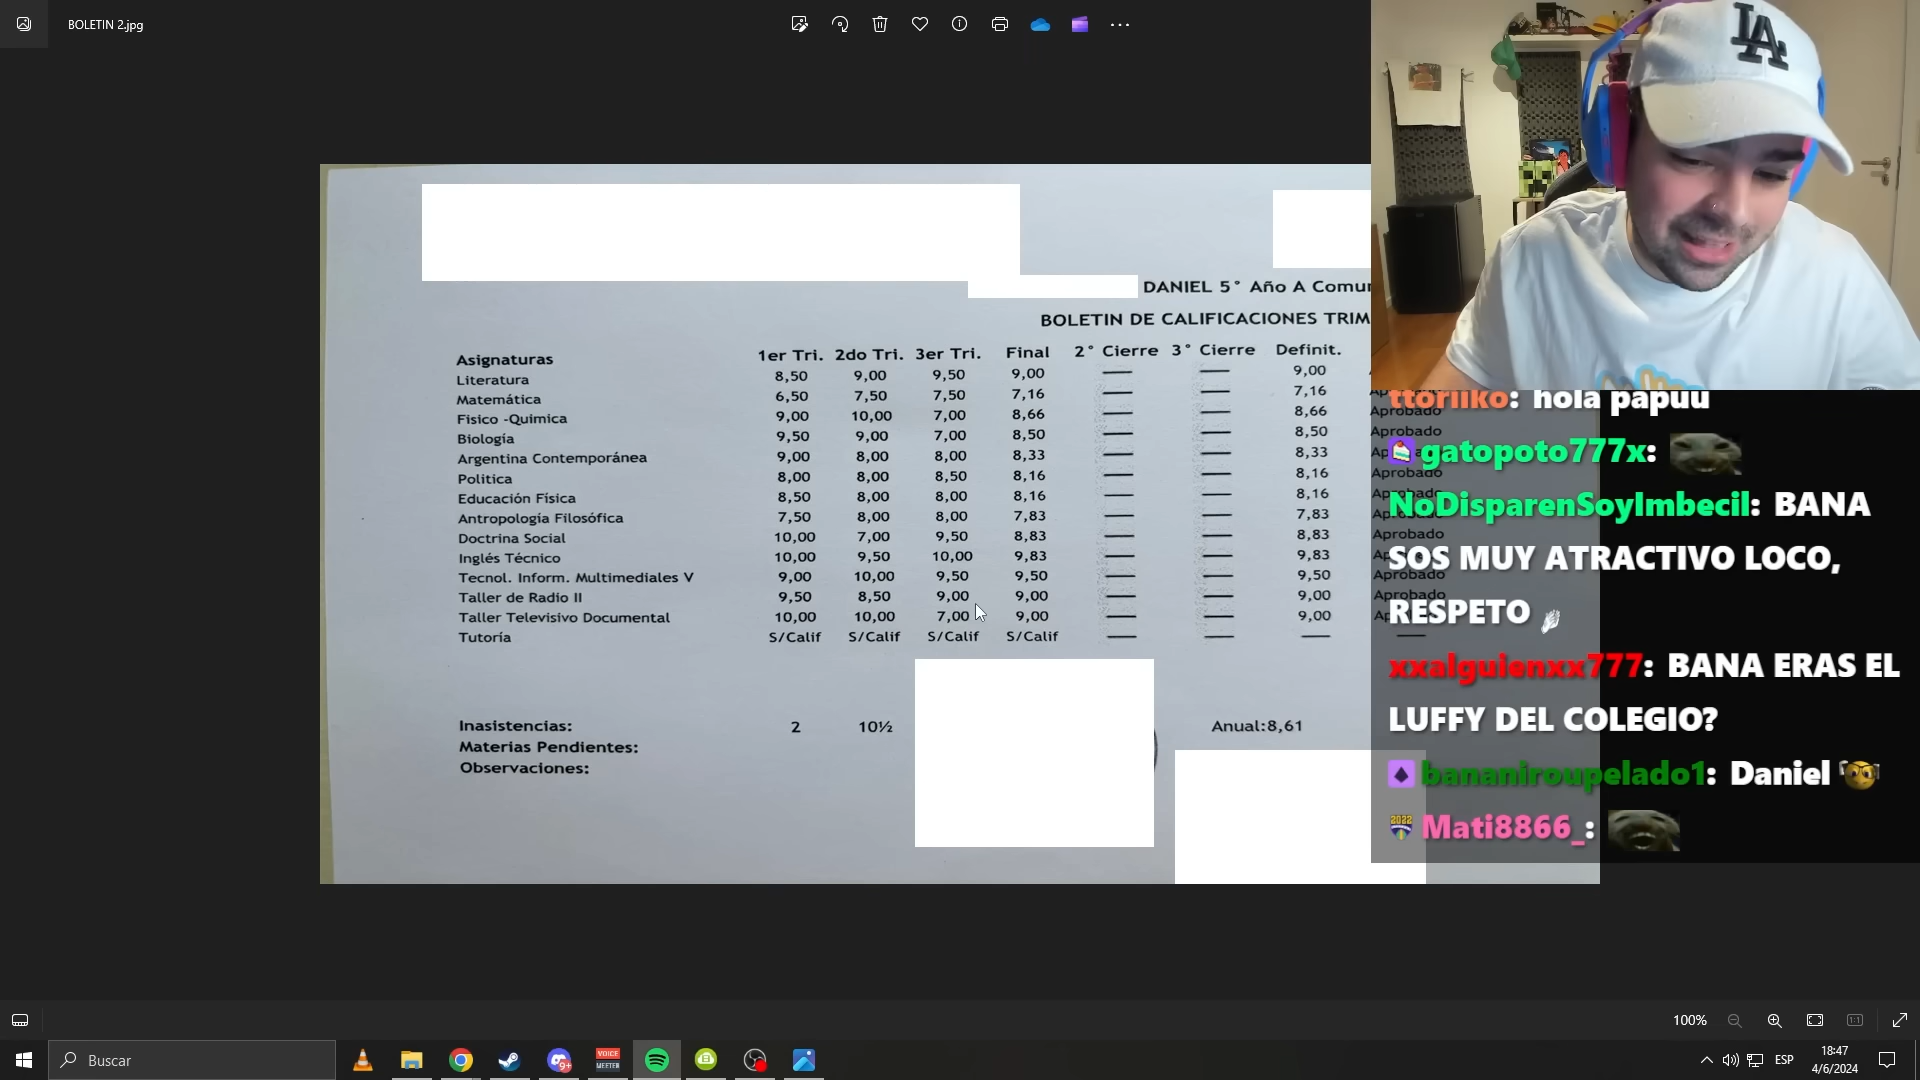 BOLETIN 2.jpg
DANIEL 5° Año A Comu
BOLETIN DE CALIFICACIONES TRIM
Asignaturas 1er Tri. 2do Tri. 3er Tri. Final 2° Cierre 3° Cierre Definit.
Literatura 8,50 9,00 9,50 9,00 — — 9,00
Matemática 6,50 7,50 7,50 7,16 — — 7,16
Fisico -Quimica 9,00 10,00 7,00 8,66 — — 8,66 Aprobado
Biología 9,50 9,00 7,00 8,50 — — 8,50 Aprobado
Argentina Contemporánea 9,00 8,00 8,00 8,33 — — 8,33
Politica 8,00 8,00 8,50 8,16 — — 8,16 Aprobado
Educación Física 8,50 8,00 8,00 8,16 — — 8,16
Antropología Filosófica 7,50 8,00 8,00 7,83 — — 7,83
Doctrina Social 10,00 7,00 9,50 8,83 — — 8,83 Aprobado
Inglés Técnico 10,00 9,50 10,00 9,83 — — 9,83
Tecnol. Inform. Multimediales V 9,00 10,00 9,50 9,50 — — 9,50 Aprobado
Taller de Radio II 9,50 8,50 9,00 9,00 — — 9,00
Taller Televisivo Documental 10,00 10,00 7,00 9,00 — — 9,00
Tutoría S/Calif S/Calif S/Calif S/Calif — — — —
Inasistencias: 2 10½ Anual:8,61
Materias Pendientes:
Observaciones:
LA
ttoriiko: hola papuu
gatopoto777x:
NoDisparenSoyImbecil: BANA
SOS MUY ATRACTIVO LOCO,
RESPETO
xxalguienxx777: BANA ERAS EL
LUFFY DEL COLEGIO?
bananiroupelado1: Daniel
2022 Mati8866_:
100%
1:1
Buscar
9+
VOICE
MEETER
ESP
18:47
4/6/2024